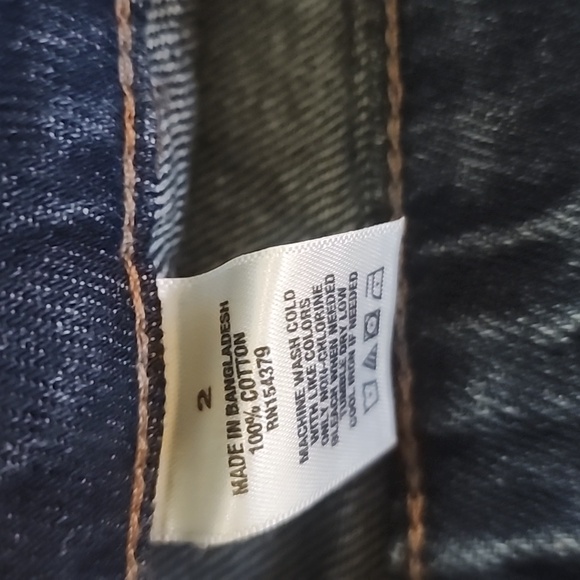 2
MADE IN BANGLADESH
100% COTTON
RN154379
MACHINE WASH COLD
WITH LIKE COLORS
ONLY NON-CHLORINE
BLEACH WHEN NEEDED
TUMBLE DRY LOW
COOL IRON IF NEEDED